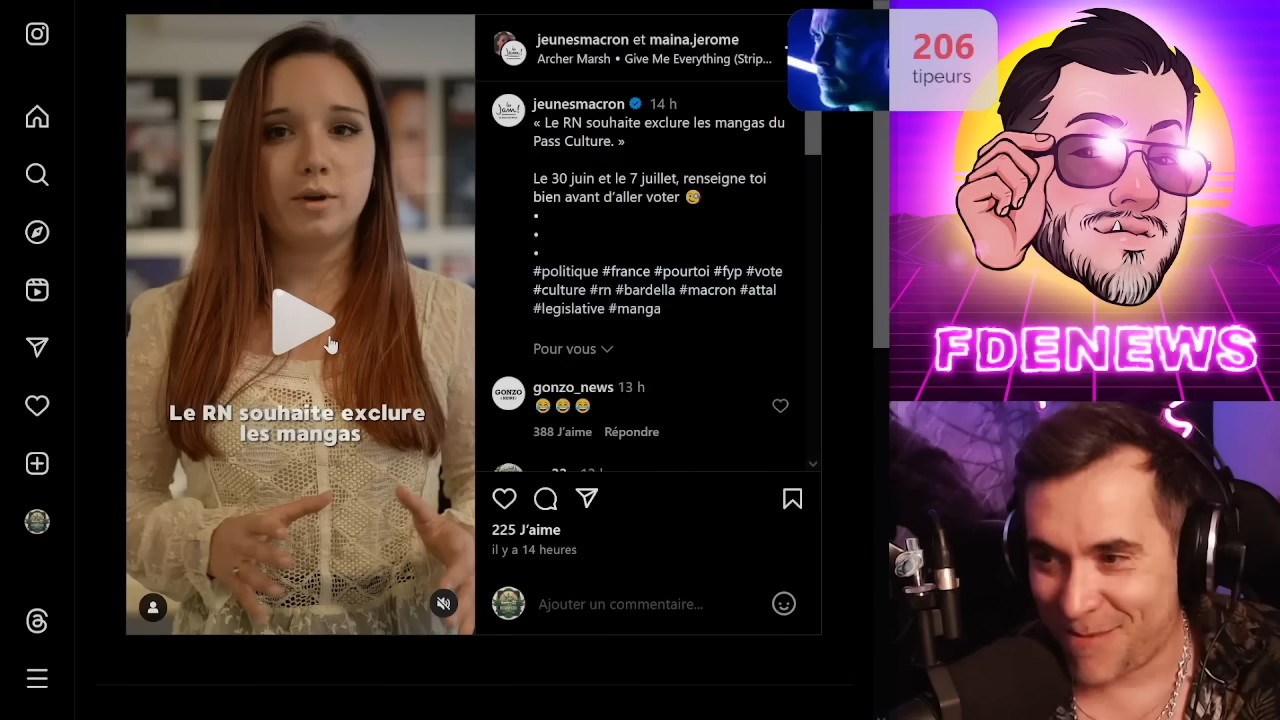 jeunesmacron et maina.jerome
Archer Marsh • Give Me Everything (Strip...
jeunesmacron 14 h
« Le RN souhaite exclure les mangas du
Pass Culture. »
Le 30 juin et le 7 juillet, renseigne toi
bien avant d'aller voter 🧐
•
•
•
#politique #france #pourtoi #fyp #vote
#culture #rn #bardella #macron #attal
#legislative #manga
Pour vous
GONZO
NEWS
gonzo_news 13 h
😂 😂 😂
388 J'aime Répondre
225 J'aime
il y a 14 heures
Ajouter un commentaire...
Le RN souhaite exclure
les mangas
206
tipeurs
FDENEWS